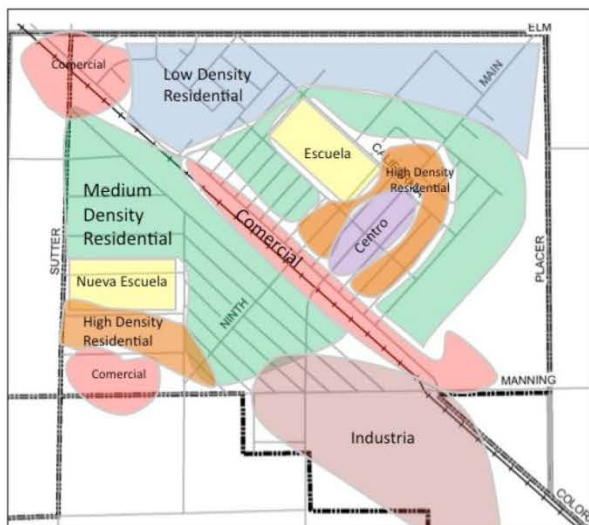 ELM
Comercial
Low Density
Residential
MAIN
Escuela
High Density
Residential
Medium
Density
Residential
Comercial
Centro
SUTTER
PLACER
Nueva Escuela
NINTH
High Density
Residential
Comercial
MANNING
Industria